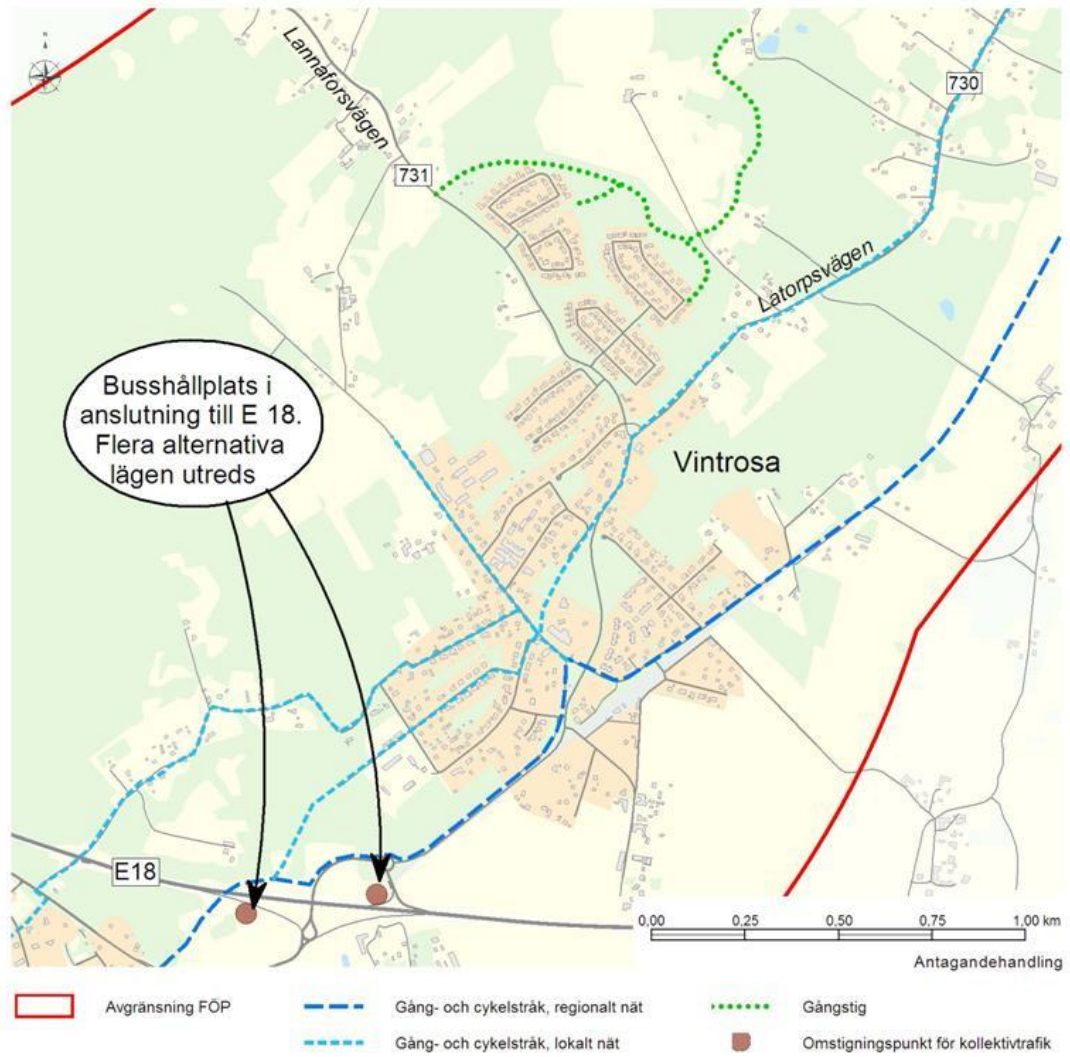 N
Lannaforsvägen
730
731
Latorpsvägen
Busshållplats i
anslutning till E 18.
Flera alternativa
lägen utreds
Vintrosa
E18
0.00 0,25 0,50 0,75 1,00 km
Antagandehandling
Avgränsning FÖP
Gång- och cykelstråk, regionalt nät
Gångstig
Gång- och cykelstråk, lokalt nät
Omstigningspunkt för kollektivtrafik